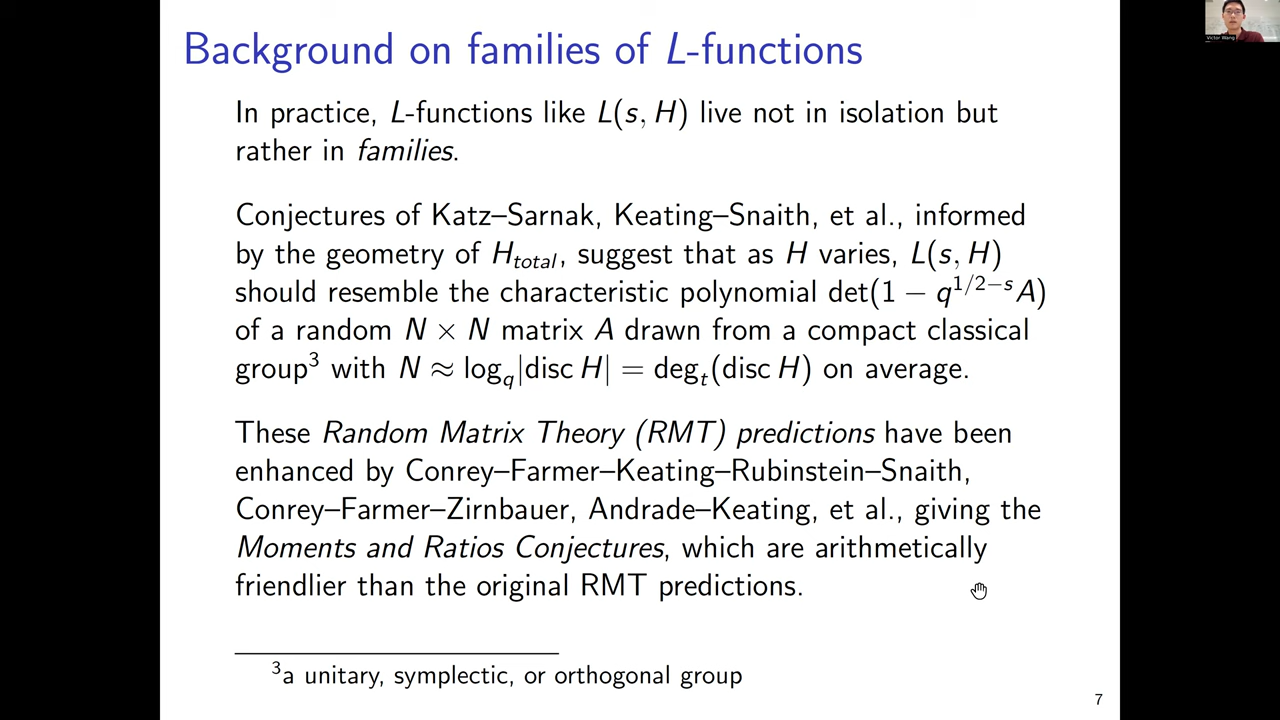 Background on families of L-functions
In practice, L-functions like L(s, H) live not in isolation but
rather in families.
Conjectures of Katz–Sarnak, Keating–Snaith, et al., informed
by the geometry of H_total, suggest that as H varies, L(s, H)
should resemble the characteristic polynomial det(1 − q^{1/2−s}A)
of a random N × N matrix A drawn from a compact classical
group³ with N ≈ log_q|disc H| = deg_t(disc H) on average.
These Random Matrix Theory (RMT) predictions have been
enhanced by Conrey–Farmer–Keating–Rubinstein–Snaith,
Conrey–Farmer–Zirnbauer, Andrade–Keating, et al., giving the
Moments and Ratios Conjectures, which are arithmetically
friendlier than the original RMT predictions.
³a unitary, symplectic, or orthogonal group
7
Victor Wang